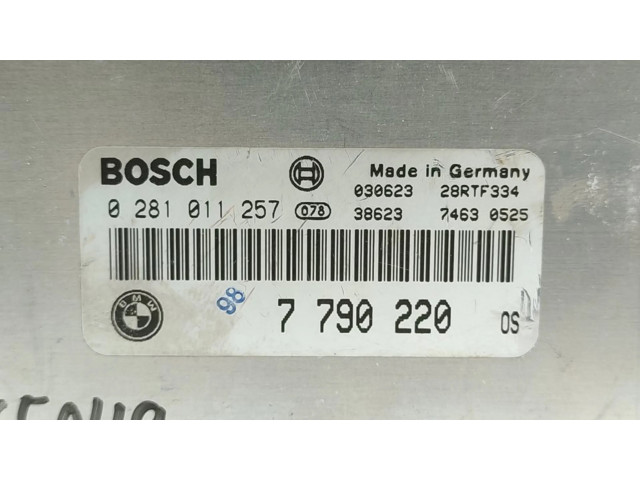 BOSCH Made in Germany
030623 28RTF334
0 281 011 257 078 38623 7463 0525
BMW 98 7 790 220 OS